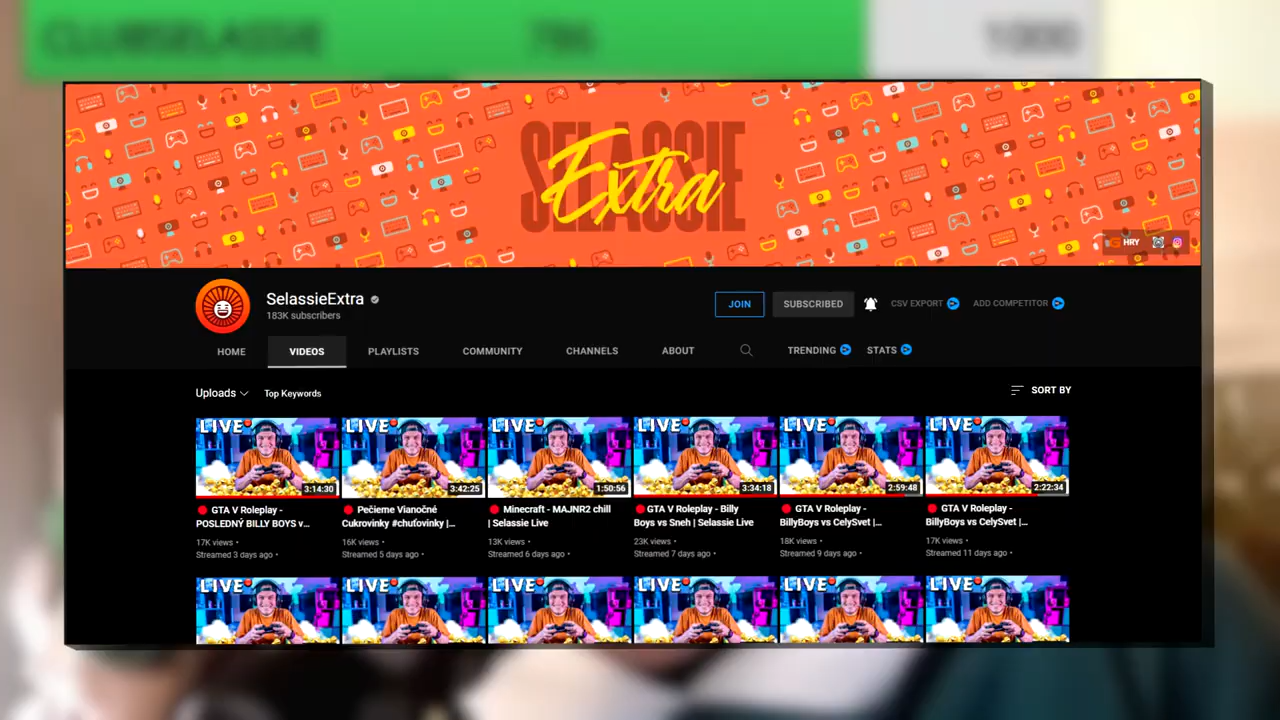 CLUBSELASSIE 786 1000
SELASSIE
Extra
HRY
SelassieExtra
183K subscribers
JOIN SUBSCRIBED CSV EXPORT ADD COMPETITOR
HOME VIDEOS PLAYLISTS COMMUNITY CHANNELS ABOUT TRENDING STATS
Uploads Top Keywords SORT BY
LIVE LIVE LIVE LIVE LIVE LIVE
3:14:30 3:42:25 1:50:56 3:34:18 2:59:48 2:22:34
GTA V Roleplay -
POSLEDNÝ BILLY BOYS v...
17K views •
Streamed 3 days ago •
Pečieme Vianočné
Cukrovinky #chuťovinky |...
16K views •
Streamed 5 days ago •
Minecraft - MAJNR2 chill
| Selassie Live
13K views •
Streamed 6 days ago •
GTA V Roleplay - Billy
Boys vs Sneh | Selassie Live
23K views •
Streamed 7 days ago •
GTA V Roleplay -
BillyBoys vs CelySvet |...
18K views •
Streamed 9 days ago •
GTA V Roleplay -
BillyBoys vs CelySvet |...
17K views •
Streamed 11 days ago •
LIVE LIVE LIVE LIVE LIVE LIVE